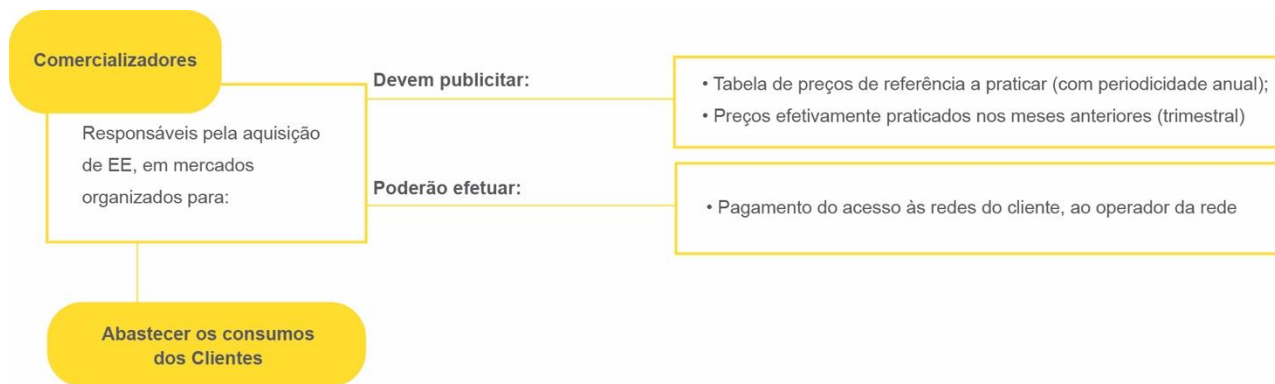 Comercializadores
Responsáveis pela aquisição
de EE, em mercados
organizados para:
Devem publicitar:
• Tabela de preços de referência a praticar (com periodicidade anual);
• Preços efetivamente praticados nos meses anteriores (trimestral)
Poderão efetuar:
• Pagamento do acesso às redes do cliente, ao operador da rede
Abastecer os consumos
dos Clientes